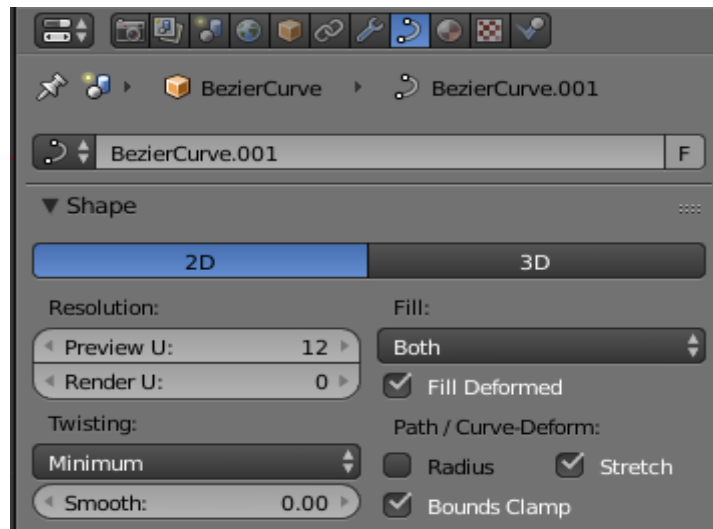 BezierCurve BezierCurve.001
BezierCurve.001 F
Shape
2D 3D
Resolution: Fill:
Preview U: 12 Both
Render U: 0 Fill Deformed
Twisting: Path / Curve-Deform:
Minimum Radius Stretch
Smooth: 0.00 Bounds Clamp